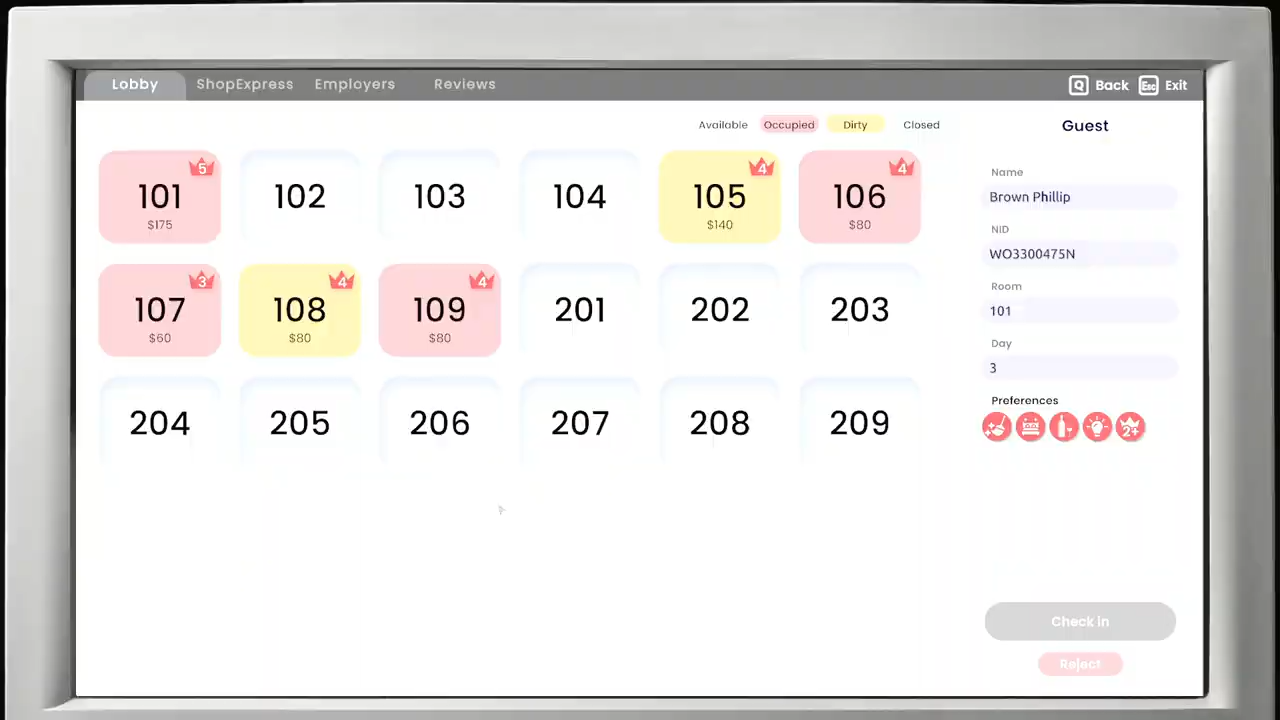 Lobby ShopExpress Employers Reviews Q Back Esc Exit
Available Occupied Dirty Closed
Guest
5 101 $175
102
103
104
4 105 $140
4 106 $80
3 107 $60
4 108 $80
4 109 $80
201
202
203
204
205
206
207
208
209
Name
Brown Phillip
NID
WO3300475N
Room
101
Day
3
Preferences
2+
Check in
Reject